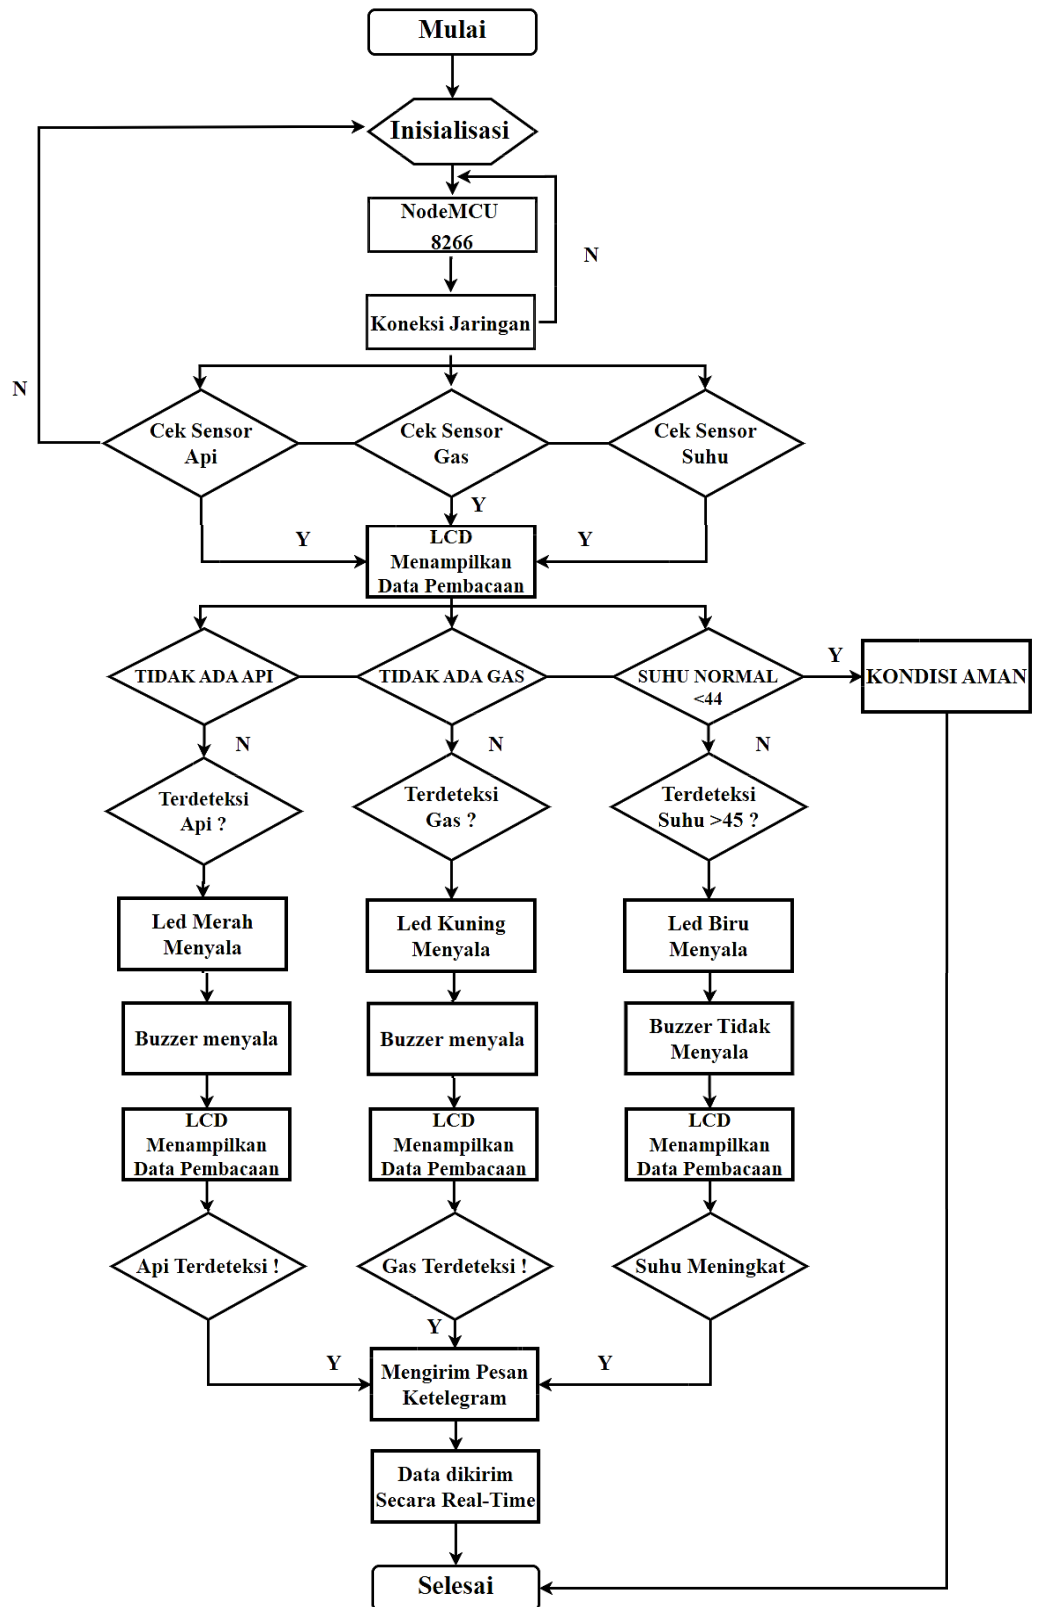 Mulai
Inisialisasi
NodeMCU
8266
N
Koneksi Jaringan
N
Cek Sensor
Api
Cek Sensor
Gas
Cek Sensor
Suhu
Y
Y
Y
LCD
Menampilkan
Data Pembacaan
TIDAK ADA API
TIDAK ADA GAS
SUHU NORMAL
<44
Y
KONDISI AMAN
N
N
N
Terdeteksi
Api ?
Terdeteksi
Gas ?
Terdeteksi
Suhu >45 ?
Led Merah
Menyala
Led Kuning
Menyala
Led Biru
Menyala
Buzzer menyala
Buzzer menyala
Buzzer Tidak
Menyala
LCD
Menampilkan
Data Pembacaan
LCD
Menampilkan
Data Pembacaan
LCD
Menampilkan
Data Pembacaan
Api Terdeteksi !
Gas Terdeteksi !
Suhu Meningkat
Y
Y
Y
Mengirim Pesan
Ketelegram
Data dikirim
Secara Real-Time
Selesai